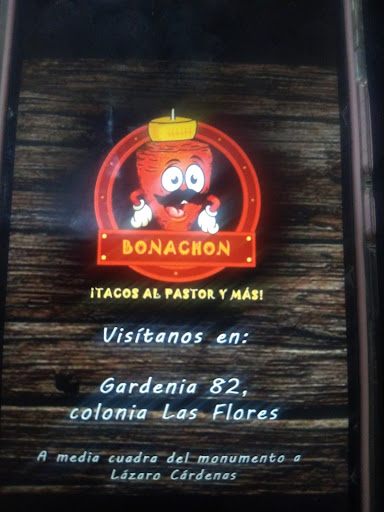 BONACHON
¡TACOS AL PASTOR Y MÁS!
Visítanos en:
Gardenia 82,
colonia Las Flores
A media cuadra del monumento a
Lázaro Cárdenas